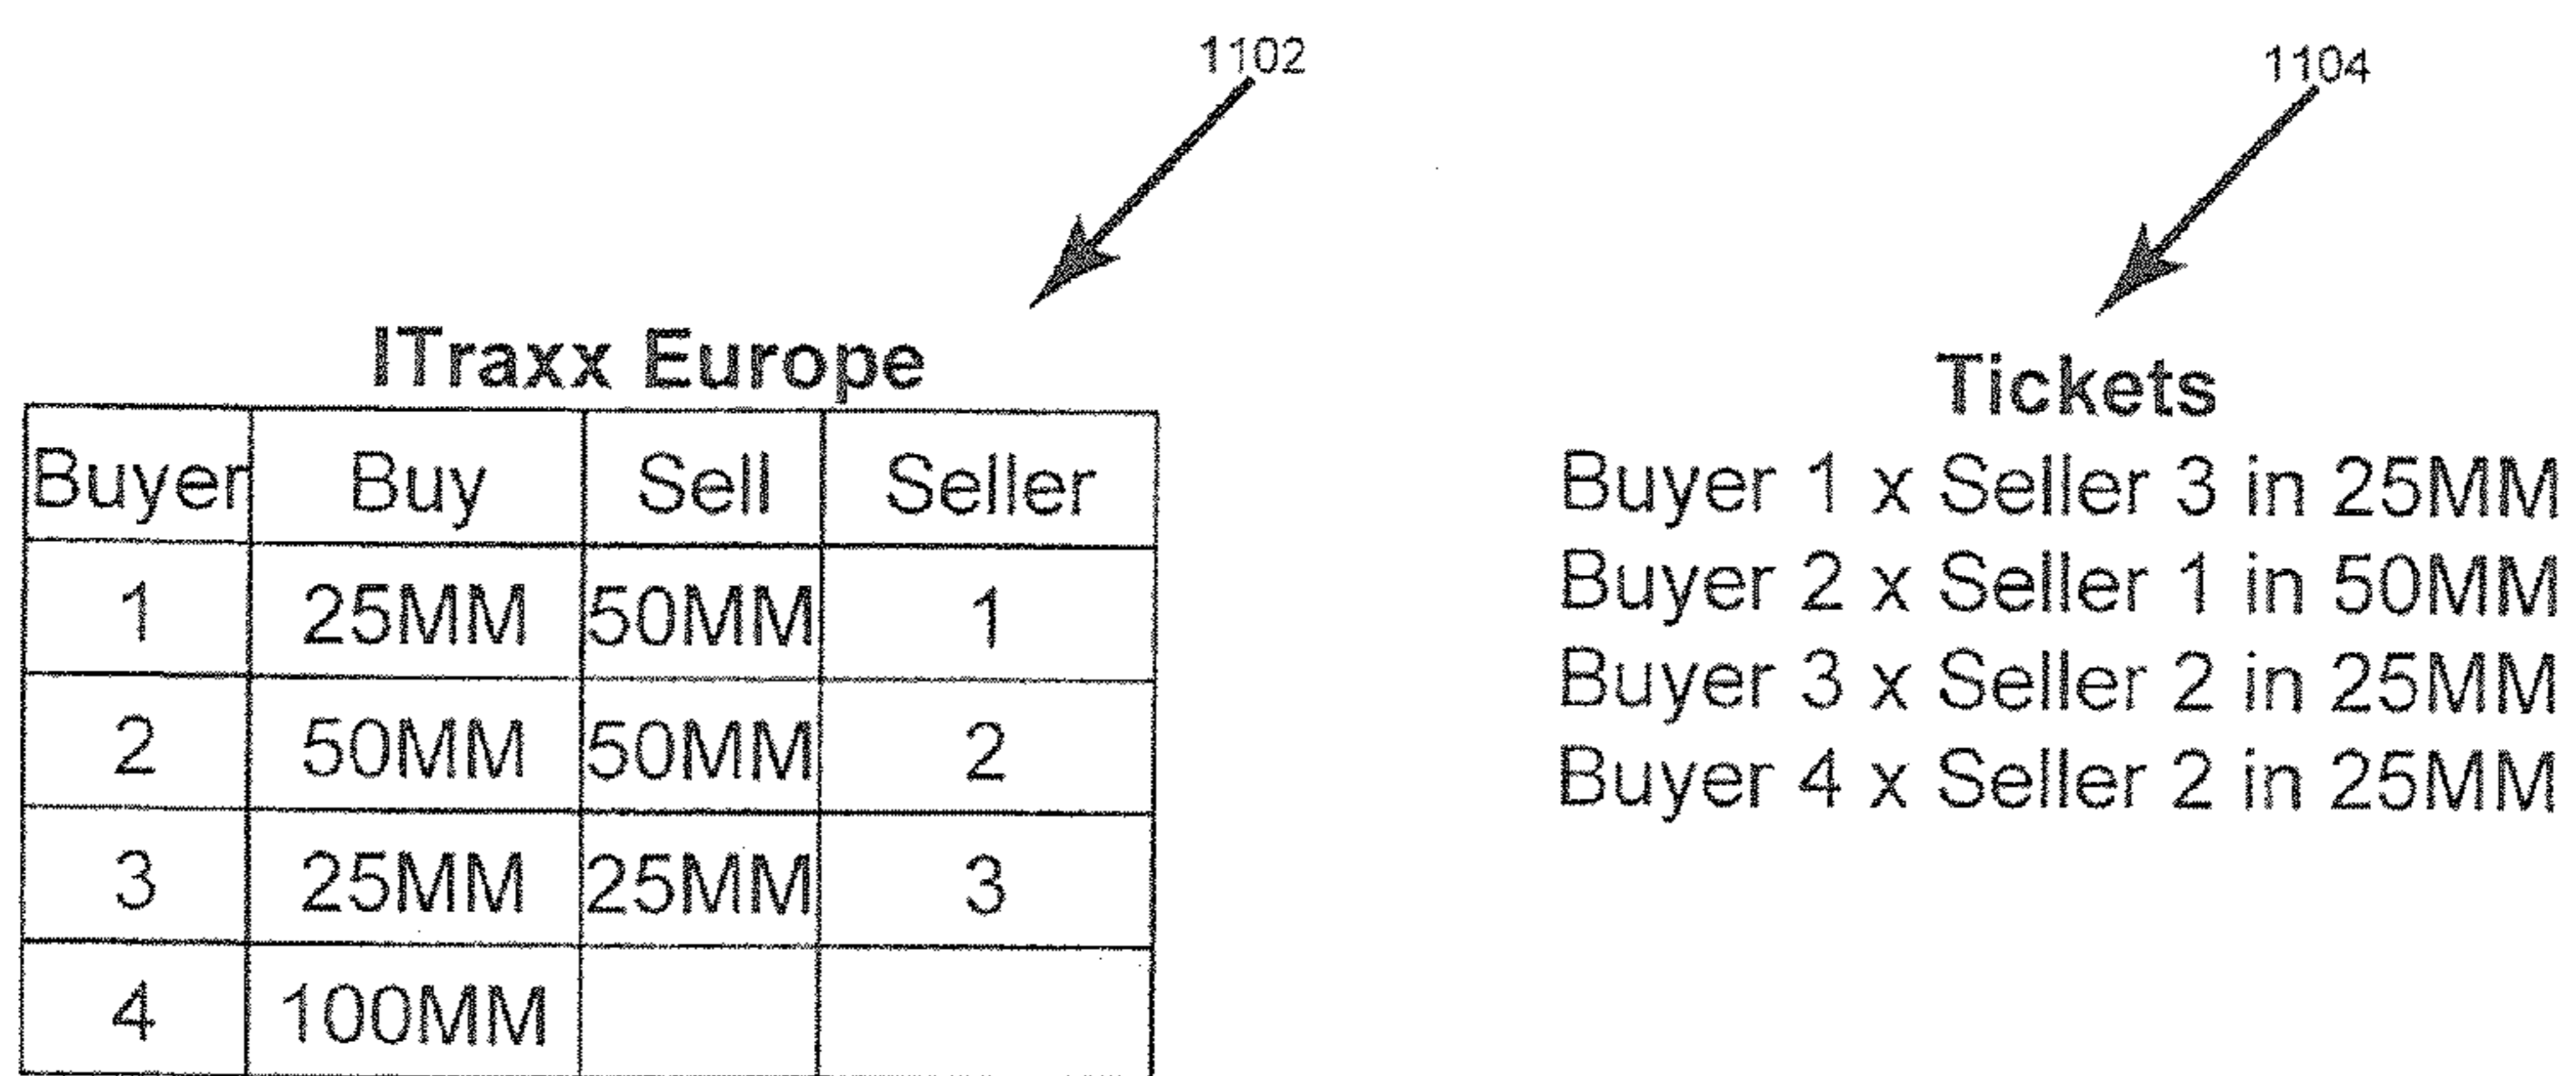 1102
1104
ITraxx Europe
Buyer Buy Sell Seller
1 25MM 50MM 1
2 50MM 50MM 2
3 25MM 25MM 3
4 100MM
Tickets
Buyer 1 x Seller 3 in 25MM
Buyer 2 x Seller 1 in 50MM
Buyer 3 x Seller 2 in 25MM
Buyer 4 x Seller 2 in 25MM